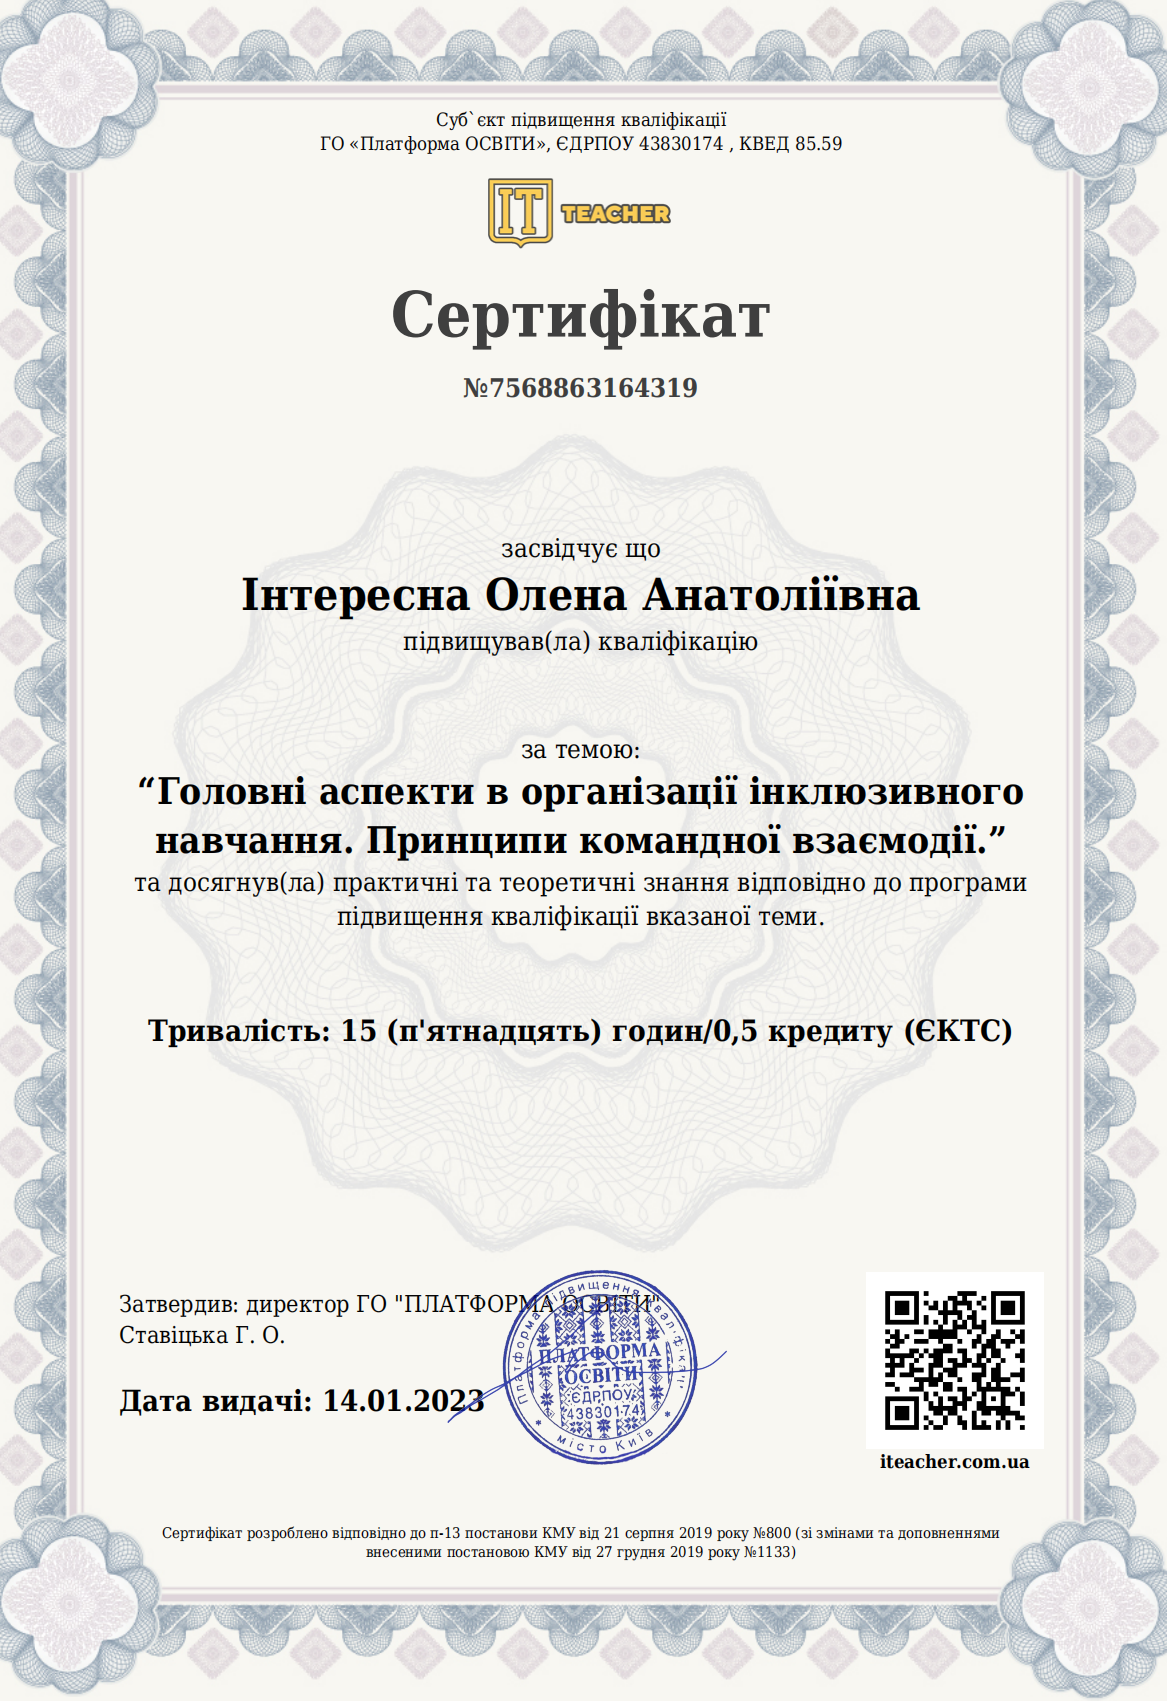 Суб`єкт підвищення кваліфікації
ГО «Платформа ОСВІТИ», ЄДРПОУ 43830174 , КВЕД 85.59
IT TEACHER
Сертифікат
№7568863164319
засвідчує що
Інтересна Олена Анатоліївна
підвищував(ла) кваліфікацію
за темою:
“Головні аспекти в організації інклюзивного
навчання. Принципи командної взаємодії.”
та досягнув(ла) практичні та теоретичні знання відповідно до програми
підвищення кваліфікації вказаної теми.
Тривалість: 15 (п'ятнадцять) годин/0,5 кредиту (ЄКТС)
Затвердив: директор ГО "ПЛАТФОРМА ОСВІТИ"
Ставіцька Г. О.
Дата видачі: 14.01.2023
Платформа підвищення
ПЛАТФОРМА
ОСВІТИ
ЄДРПОУ
43830174
* місто Київ *
iteacher.com.ua
Сертифікат розроблено відповідно до п-13 постанови КМУ від 21 серпня 2019 року №800 (зі змінами та доповненнями
внесеними постановою КМУ від 27 грудня 2019 року №1133)